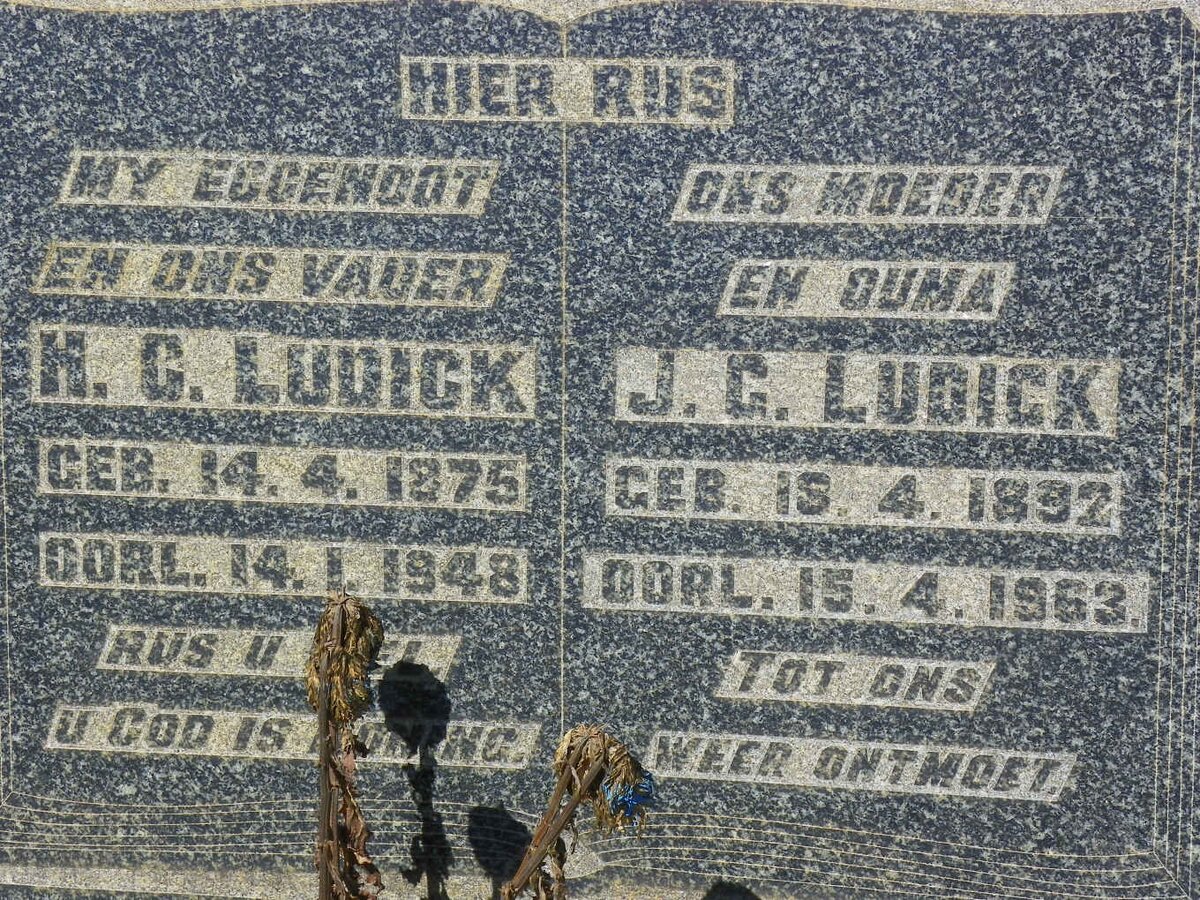 HIER RUS
MY EGGENOOT
EN ONS VADER
H. C. LUDICK
GEB. 14. 4. 1875
OORL. 14. 1. 1948
RUS U
U GOD IS KONING.
ONS MOEDER
EN OUMA
J. C. LUDICK
GEB. 18. 4. 1892
OORL. 15. 4. 1963.
TOT ONS
WEER ONTMOET